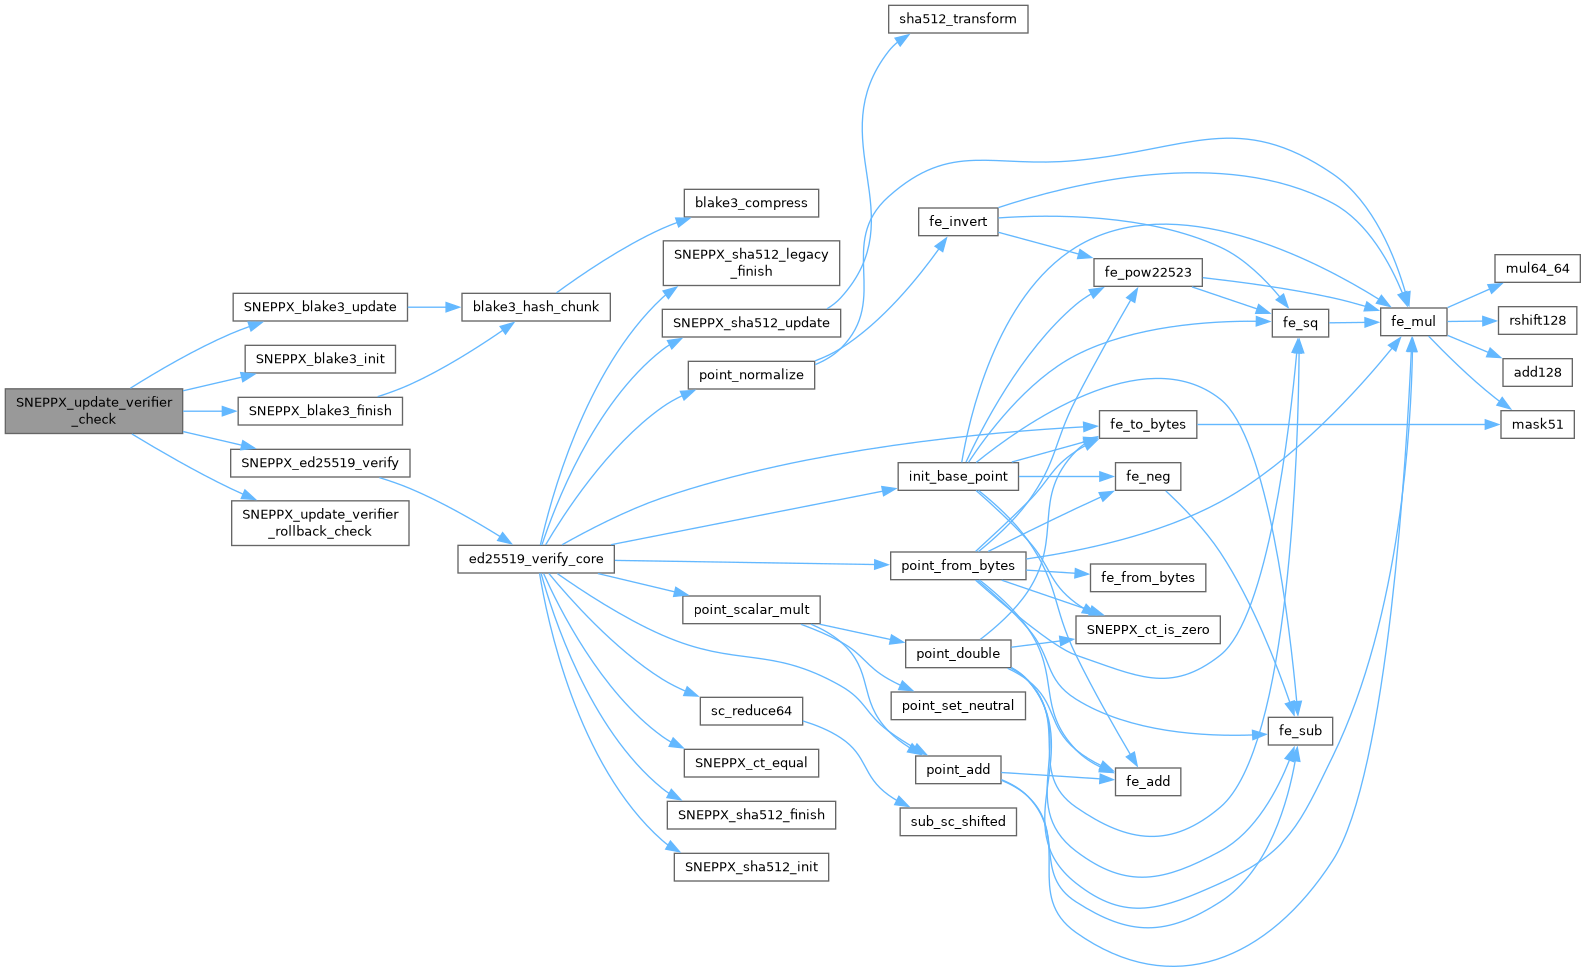 SNEPPX_update_verifier
_check
SNEPPX_blake3_update
SNEPPX_blake3_init
SNEPPX_blake3_finish
SNEPPX_ed25519_verify
SNEPPX_update_verifier
_rollback_check
blake3_hash_chunk
ed25519_verify_core
blake3_compress
SNEPPX_sha512_legacy
_finish
SNEPPX_sha512_update
point_normalize
point_scalar_mult
sc_reduce64
SNEPPX_ct_equal
SNEPPX_sha512_finish
SNEPPX_sha512_init
sha512_transform
fe_invert
init_base_point
point_from_bytes
point_double
point_set_neutral
point_add
sub_sc_shifted
fe_pow22523
fe_to_bytes
fe_neg
fe_from_bytes
SNEPPX_ct_is_zero
fe_add
fe_sq
fe_sub
fe_mul
mul64_64
rshift128
add128
mask51